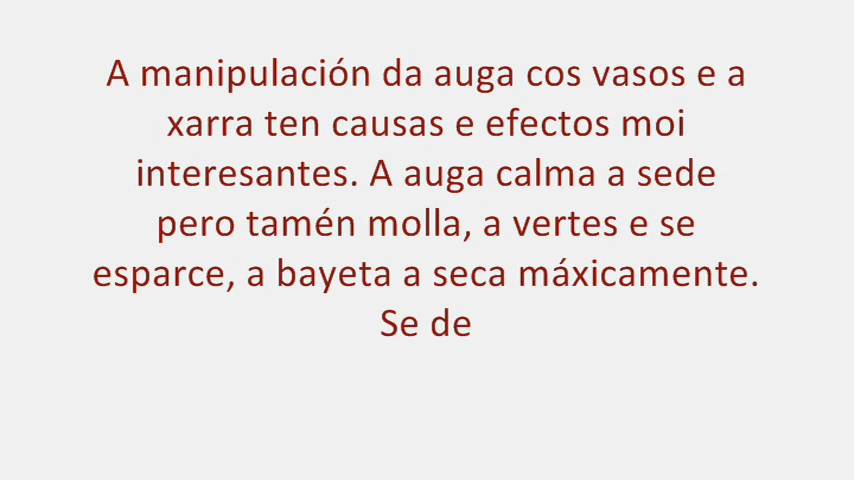 A manipulación da auga cos vasos e a
xarra ten causas e efectos moi
interesantes. A auga calma a sede
pero tamén molla, a vertes e se
esparce, a bayeta a seca máxicamente.
Se de